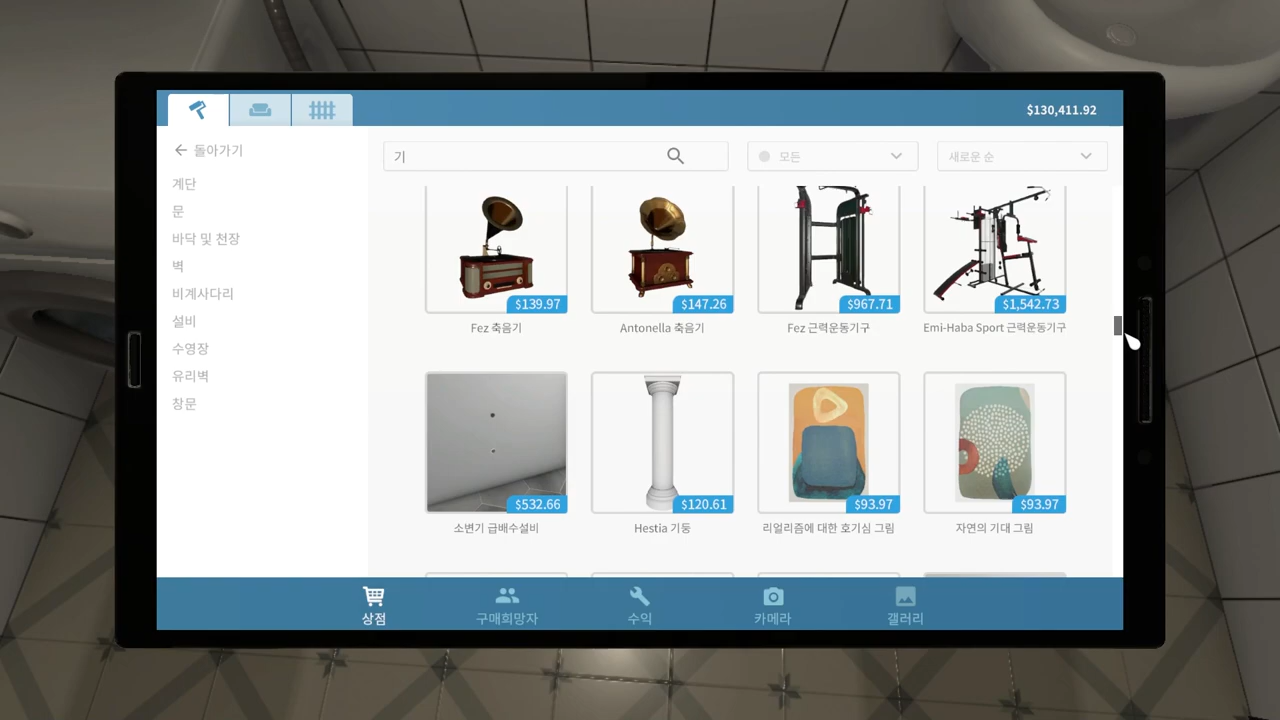 $130,411.92
돌아가기
기
모든
새로운 순
계단
문
바닥 및 천장
벽
비계사다리
설비
수영장
유리벽
창문
$139.97
$147.26
$967.71
$1,542.73
Fez 축음기
Antonella 축음기
Fez 근력운동기구
Emi-Haba Sport 근력운동기구
$532.66
$120.61
$93.97
$93.97
소변기 급배수설비
Hestia 기둥
리얼리즘에 대한 호기심 그림
자연의 기대 그림
상점
구매희망자
수익
카메라
갤러리